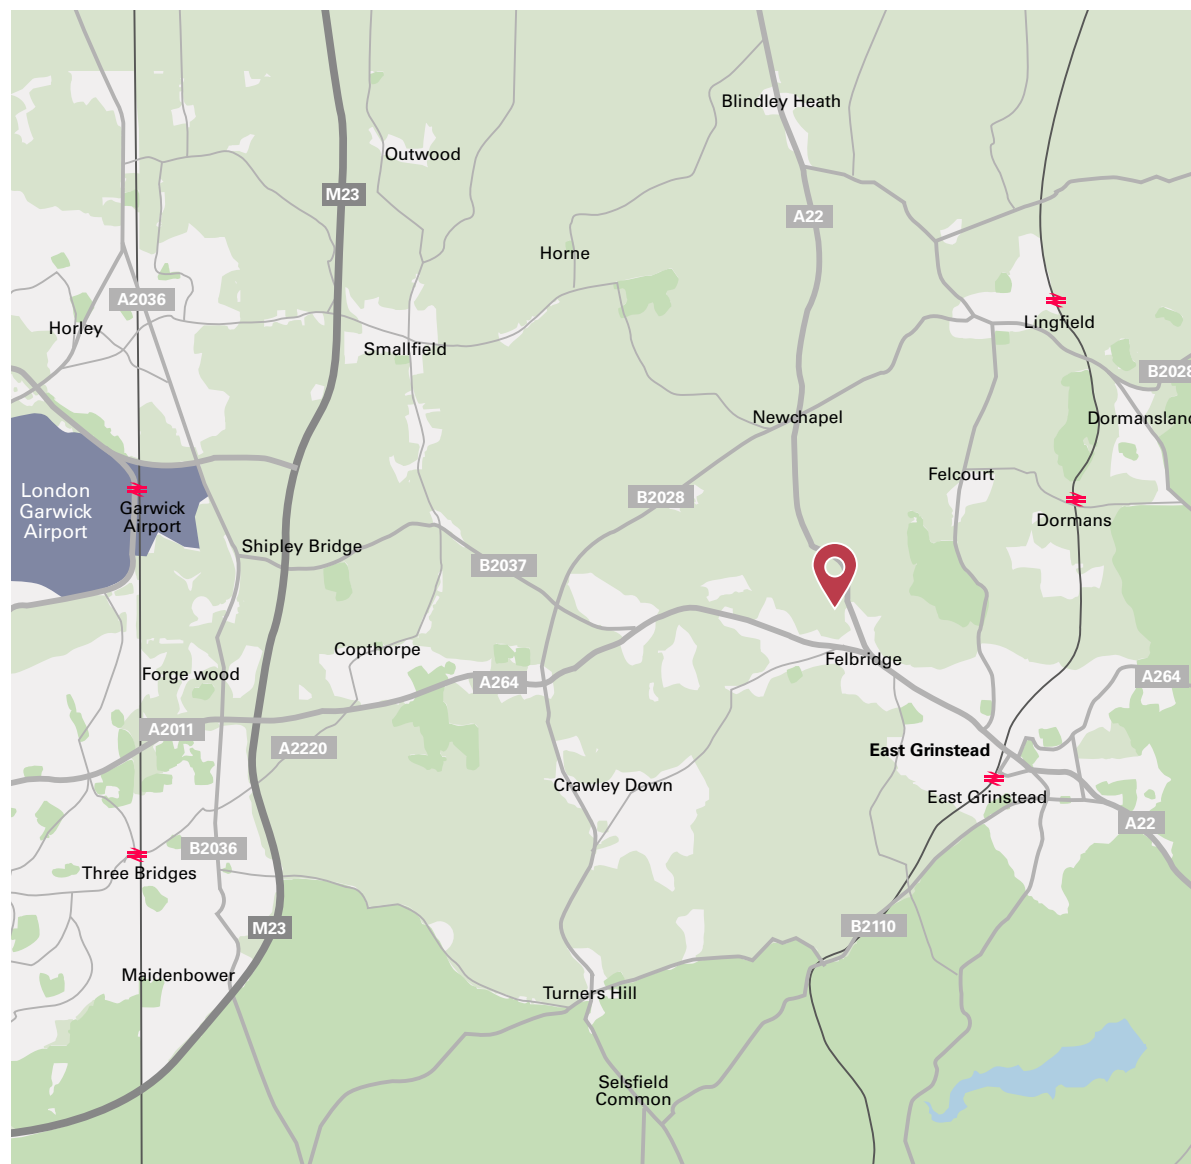 Blindley Heath
Outwood
M23
A22
Horne
A2036
Horley
Lingfield
Smallfield
B2028
Newchapel
Dormansland
Felcourt
London
Garwick
Airport
Garwick
Airport
B2028
Dormans
Shipley Bridge
B2037
Copthorpe
Felbridge
Forge wood
A264
A264
A2011
A2220
East Grinstead
Crawley Down
East Grinstead
A22
B2036
Three Bridges
M23
B2110
Maidenbower
Turners Hill
Selsfield
Common